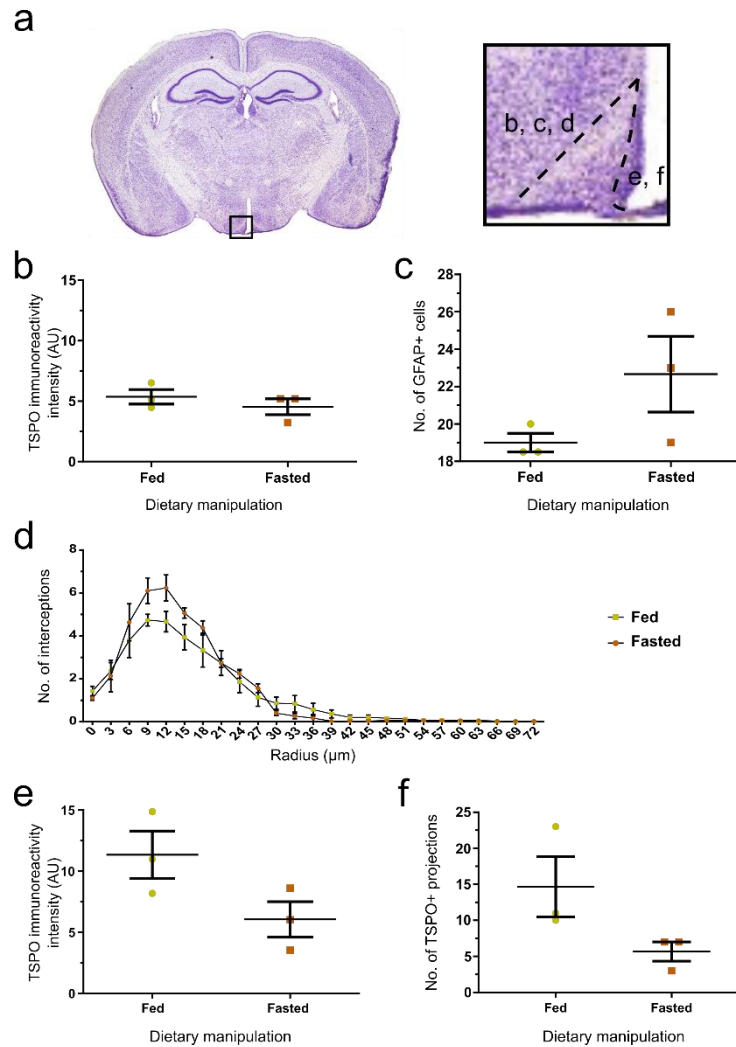 a
b, c, d
e, f
b
TSPO immunoreactivity
intensity (AU)
15
10
5
0
Fed
Fasted
Dietary manipulation
c
No. of GFAP+ cells
28
26
24
22
20
18
Fed
Fasted
Dietary manipulation
d
No. of interceptions
8
6
4
2
0
0 3 6 9 12 15 18 21 24 27 30 33 36 39 42 45 48 51 54 57 60 63 66 69 72
Radius (µm)
Fed
Fasted
e
TSPO immunoreactivity
intensity (AU)
15
10
5
0
Fed
Fasted
Dietary manipulation
f
No. of TSPO+ projections
25
20
15
10
5
0
Fed
Fasted
Dietary manipulation